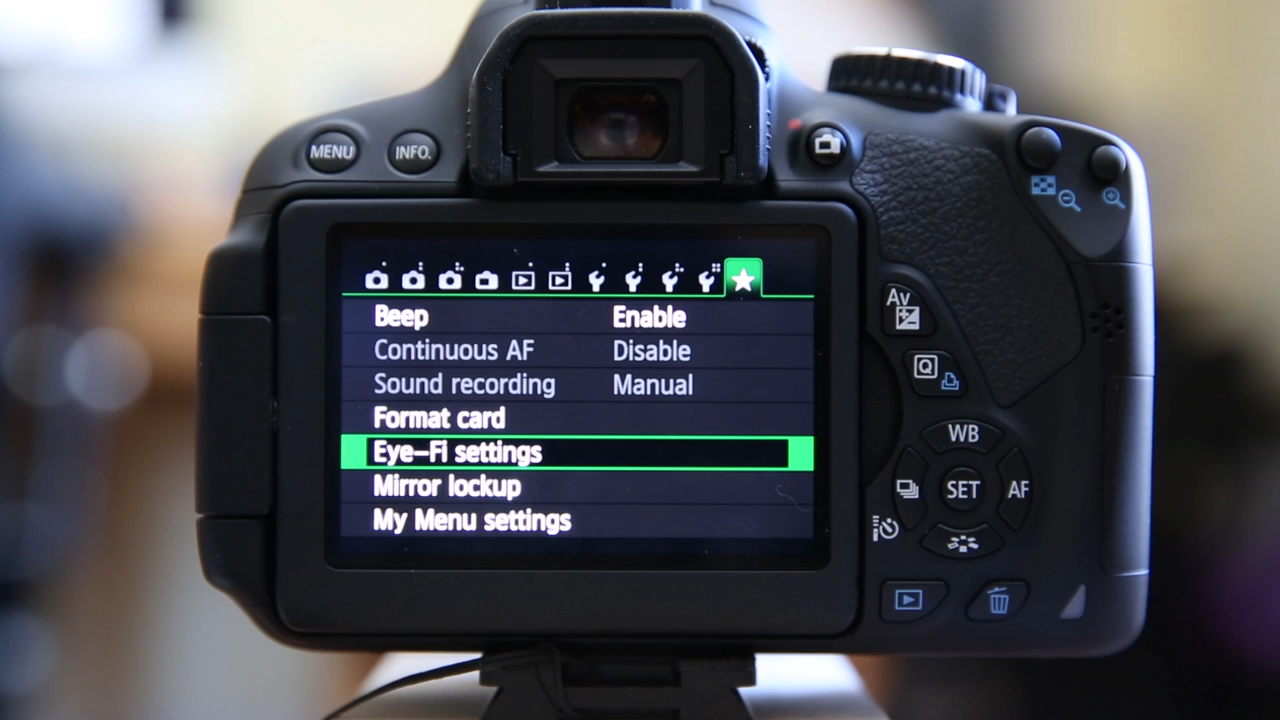 MENU
INFO.
Beep Enable
Continuous AF Disable
Sound recording Manual
Format card
Eye-Fi settings
Mirror lockup
My Menu settings
Av
Q
WB
SET
AF